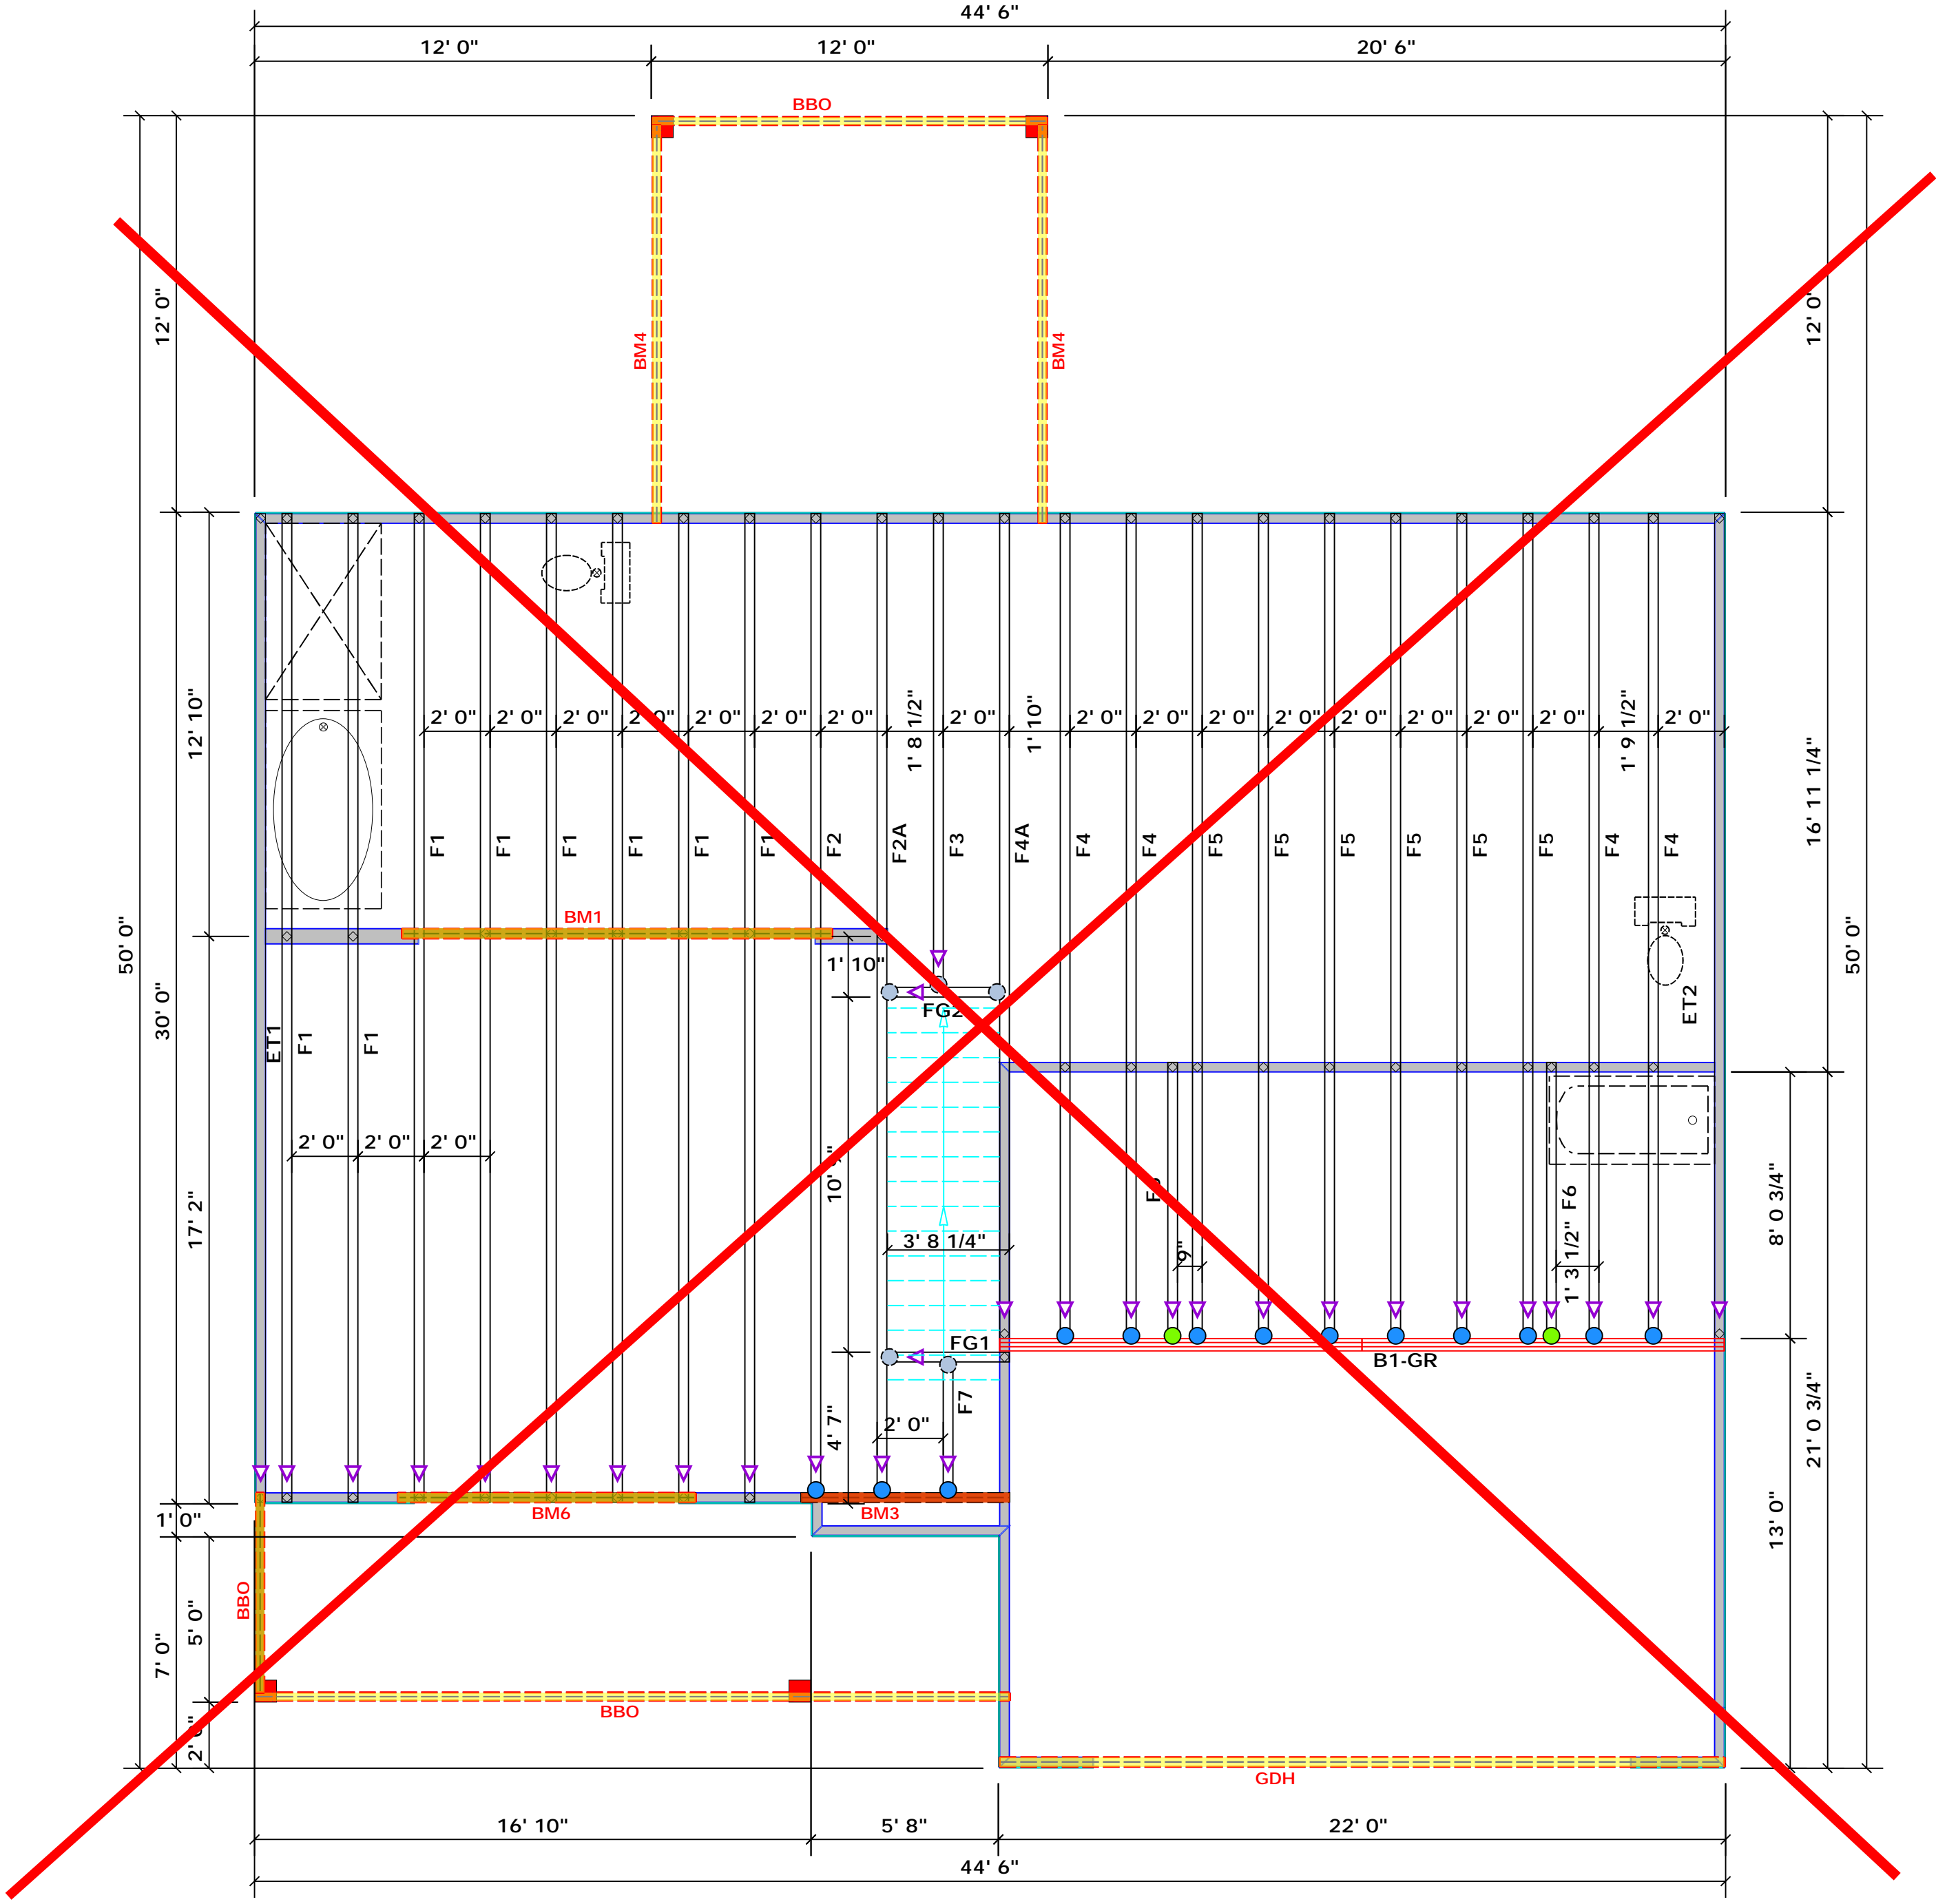 44' 6"
12' 0"
12' 0"
20' 6"
BBO
12' 0"
BM4
BM4
12' 0"
12' 10"
16' 11 1/4"
2' 0"
2' 0"
2' 0"
2' 0"
2' 0"
2' 0"
2' 0"
1' 8 1/2"
2' 0"
1' 10"
2' 0"
2' 0"
2' 0"
2' 0"
2' 0"
2' 0"
2' 0"
2' 0"
1' 9 1/2"
2' 0"
F1
F1
F1
F1
F1
F1
F2
F2A
F3
F4A
F4
F4
F5
F5
F5
F5
F5
F5
F4
F4
50' 0"
30' 0"
BM1
1' 10"
FG2
50' 0"
ET1
F1
F1
ET2
2' 0"
2' 0"
2' 0"
17' 2"
3' 8 1/4"
9"
F6
1' 3 1/2"
8' 0 3/4"
FG1
B1-GR
F7
4' 7"
2' 0"
21' 0 3/4"
BM6
BM3
1' 0"
13' 0"
BBO
5' 0"
7' 0"
BBO
GDH
16' 10"
5' 8"
22' 0"
44' 6"